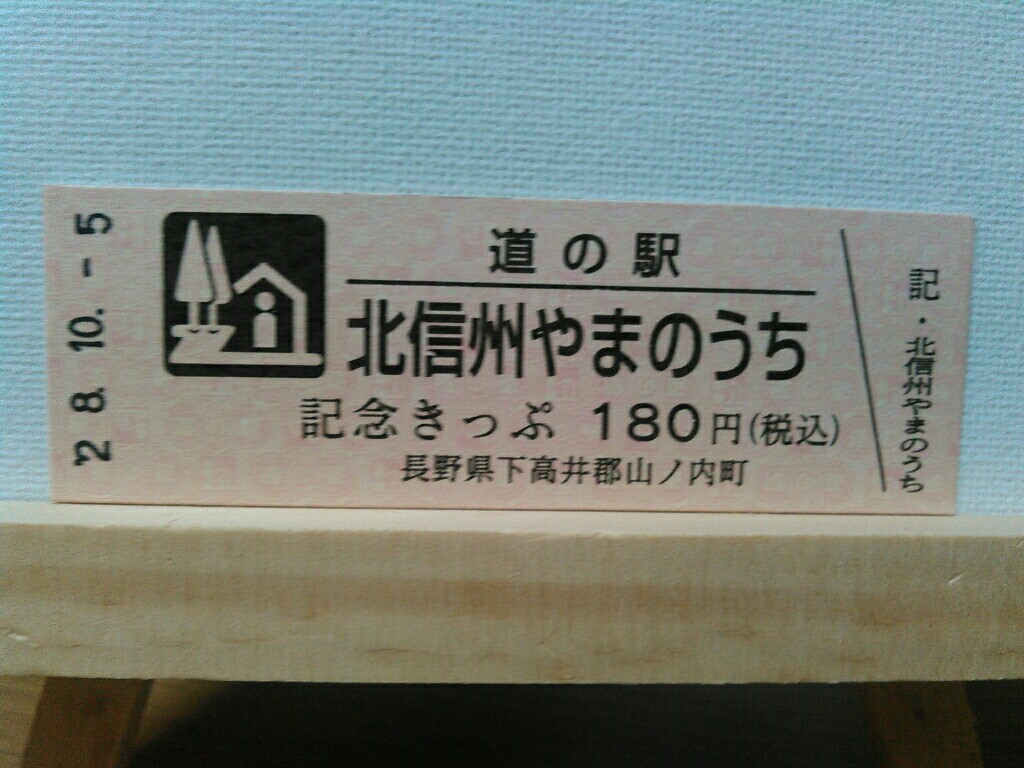 28.10.-5
道の駅
北信州やまのうち
記念きっぷ 180円(税込)
長野県下高井郡山ノ内町
記・北信州やまのうち